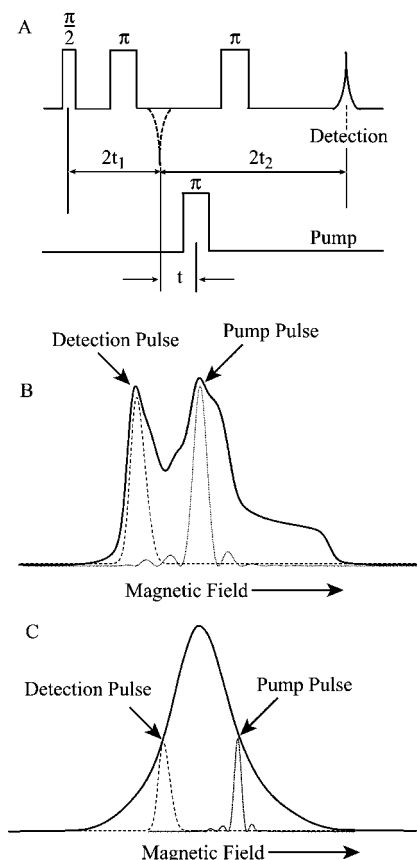 A
π/2
π
π
Detection
2t₁
2t₂
π
Pump
t
B
Detection Pulse
Pump Pulse
Magnetic Field
C
Detection Pulse
Pump Pulse
Magnetic Field